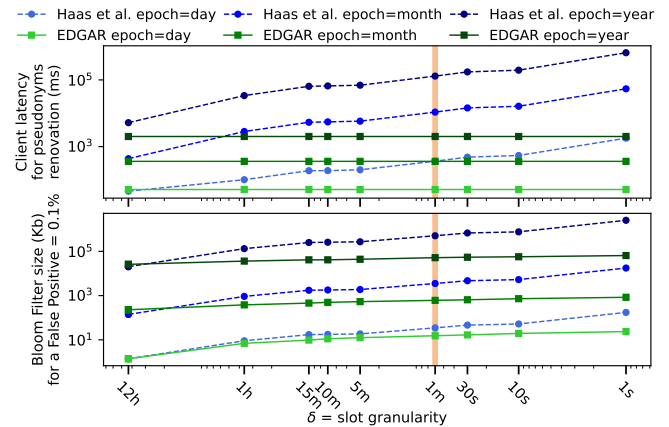 Haas et al. epoch=day Haas et al. epoch=month Haas et al. epoch=year
EDGAR epoch=day EDGAR epoch=month EDGAR epoch=year
Client latency
for pseudonyms
renovation (ms)
10^5
10^3
Bloom Filter size (Kb)
for a False Positive = 0.1%
10^5
10^3
10^1
12h 1h 15m 10m 5m 1m 30s 10s 1s
δ = slot granularity